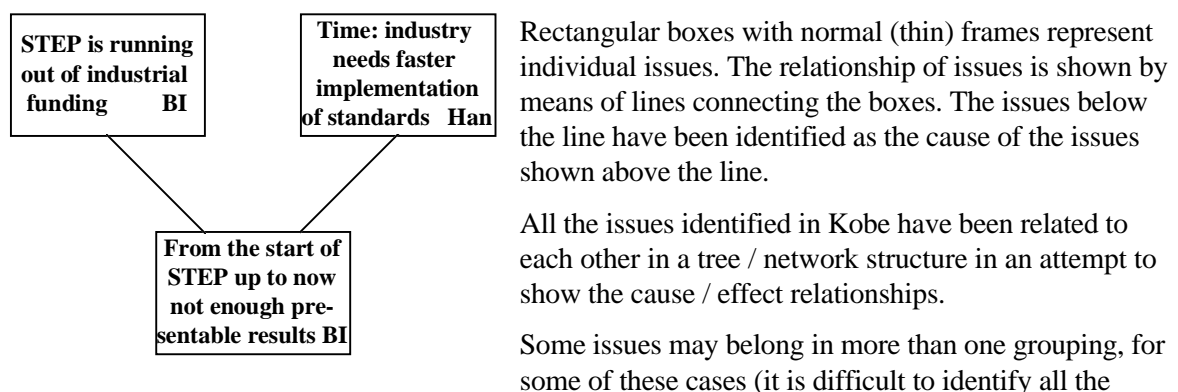 STEP is running
out of industrial
funding BI
Time: industry
needs faster
implementation
of standards Han
From the start of
STEP up to now
not enough pre-
sentable results BI
Rectangular boxes with normal (thin) frames represent
individual issues. The relationship of issues is shown by
means of lines connecting the boxes. The issues below
the line have been identified as the cause of the issues
shown above the line.
All the issues identified in Kobe have been related to
each other in a tree / network structure in an attempt to
show the cause / effect relationships.
Some issues may belong in more than one grouping, for
some of these cases (it is difficult to identify all the